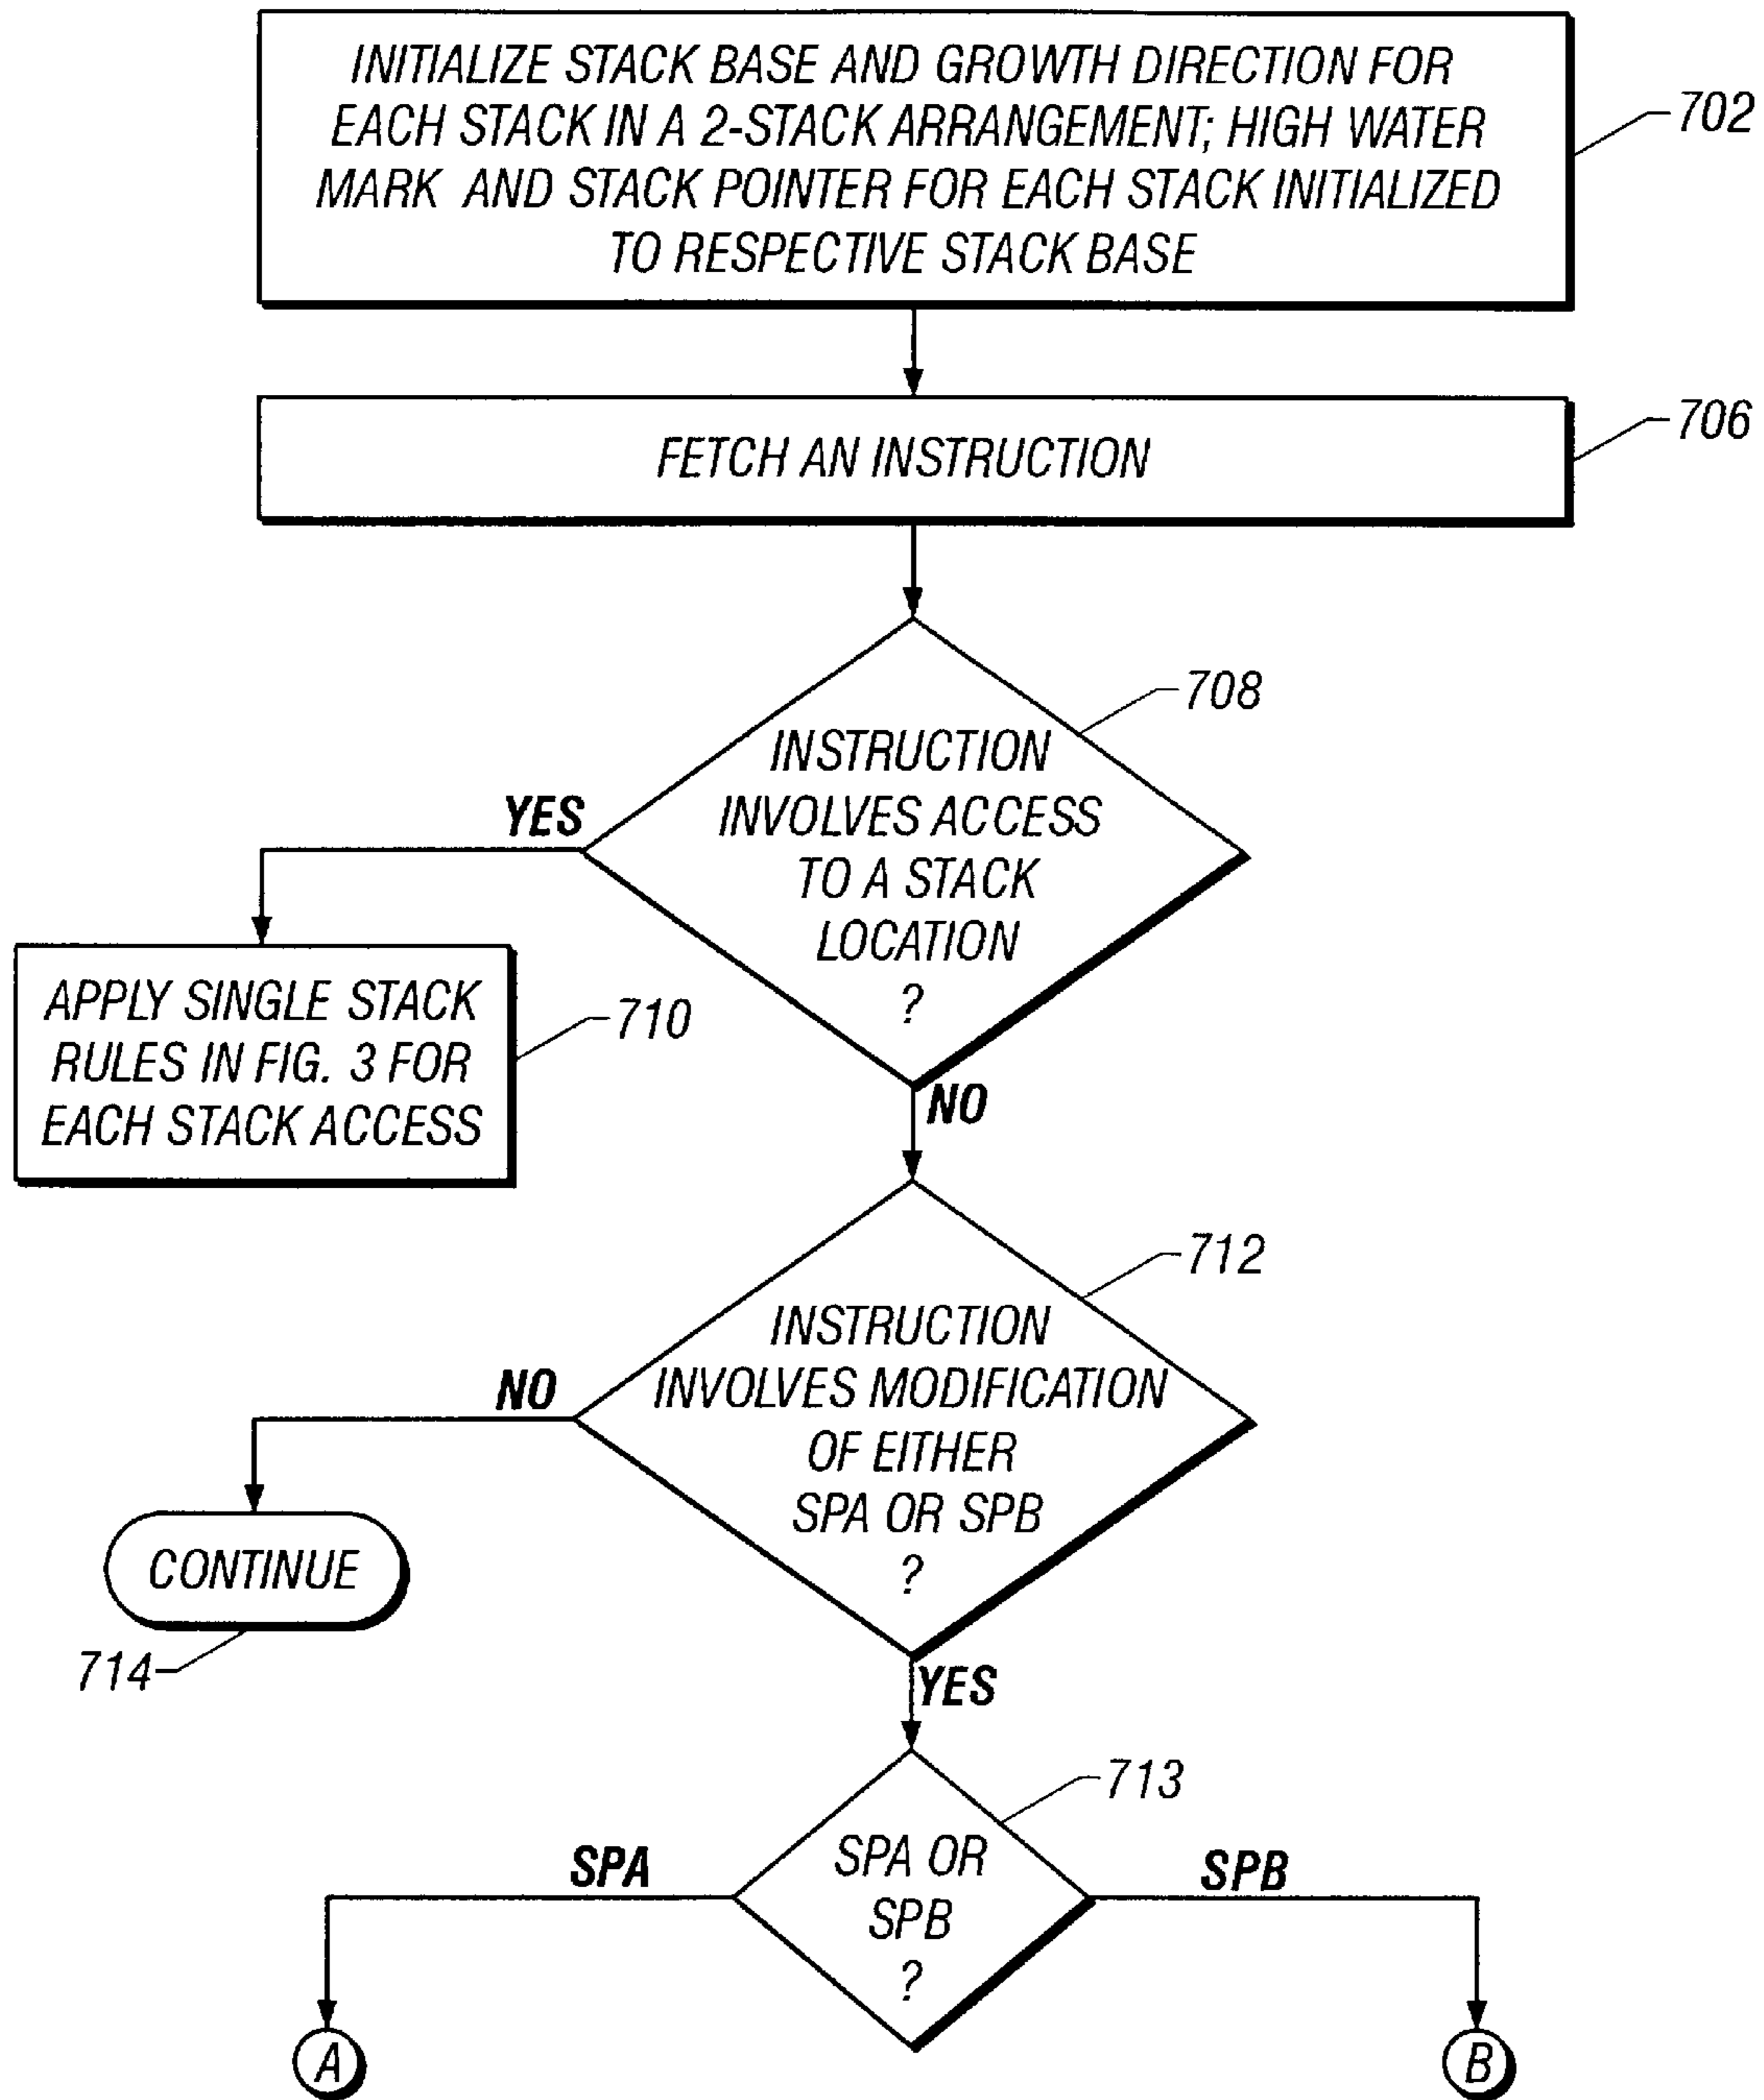 INITIALIZE STACK BASE AND GROWTH DIRECTION FOR
EACH STACK IN A 2-STACK ARRANGEMENT; HIGH WATER
MARK AND STACK POINTER FOR EACH STACK INITIALIZED
TO RESPECTIVE STACK BASE
702
FETCH AN INSTRUCTION
706
708
INSTRUCTION
INVOLVES ACCESS
TO A STACK
LOCATION
?
YES
APPLY SINGLE STACK
RULES IN FIG. 3 FOR
EACH STACK ACCESS
710
NO
712
INSTRUCTION
INVOLVES MODIFICATION
OF EITHER
SPA OR SPB
?
NO
CONTINUE
714
YES
713
SPA OR
SPB
?
SPA
SPB
A
B